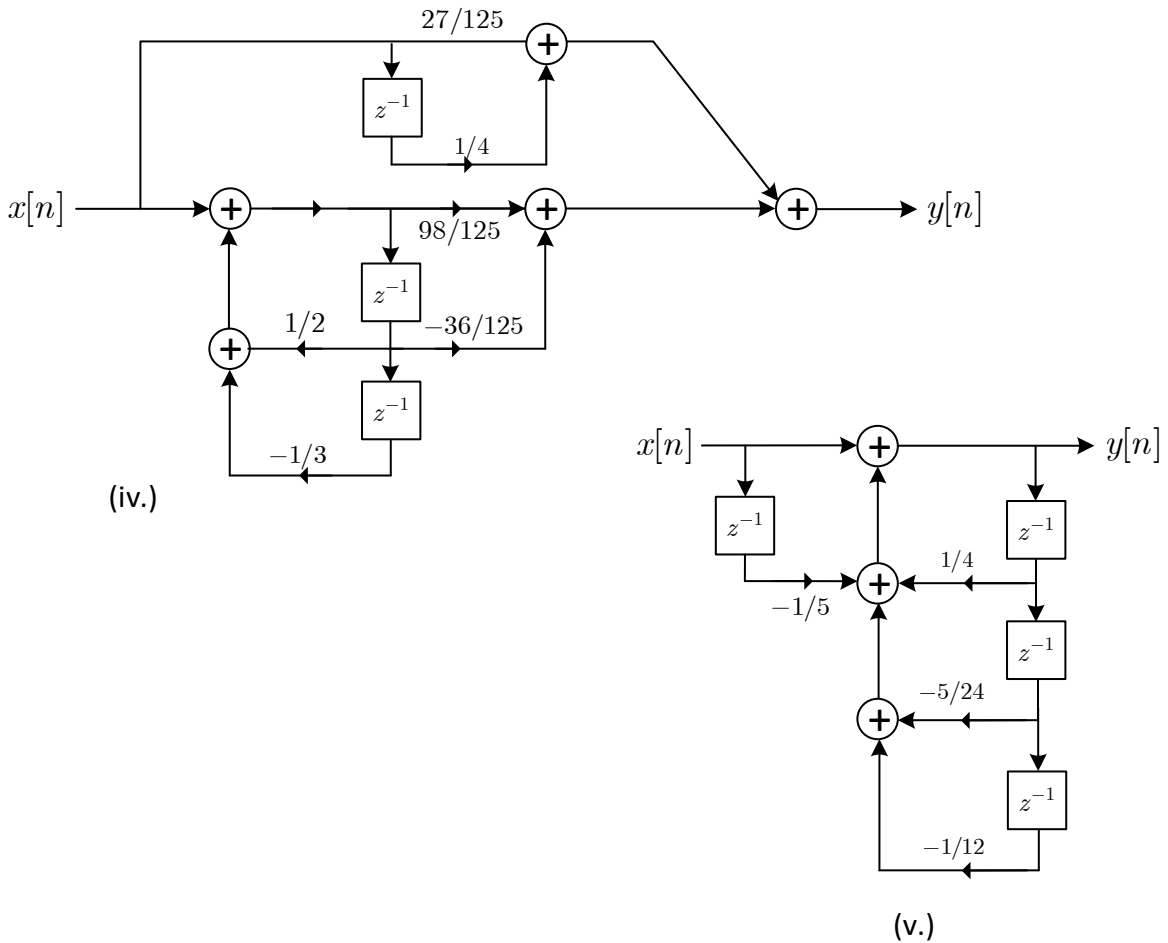 27/125
z⁻¹
1/4
x[n]
+
+
+
+
y[n]
98/125
z⁻¹
1/2
−36/125
+
z⁻¹
−1/3
(iv.)
x[n]
+
y[n]
z⁻¹
z⁻¹
1/4
+
−1/5
z⁻¹
−5/24
+
z⁻¹
−1/12
(v.)